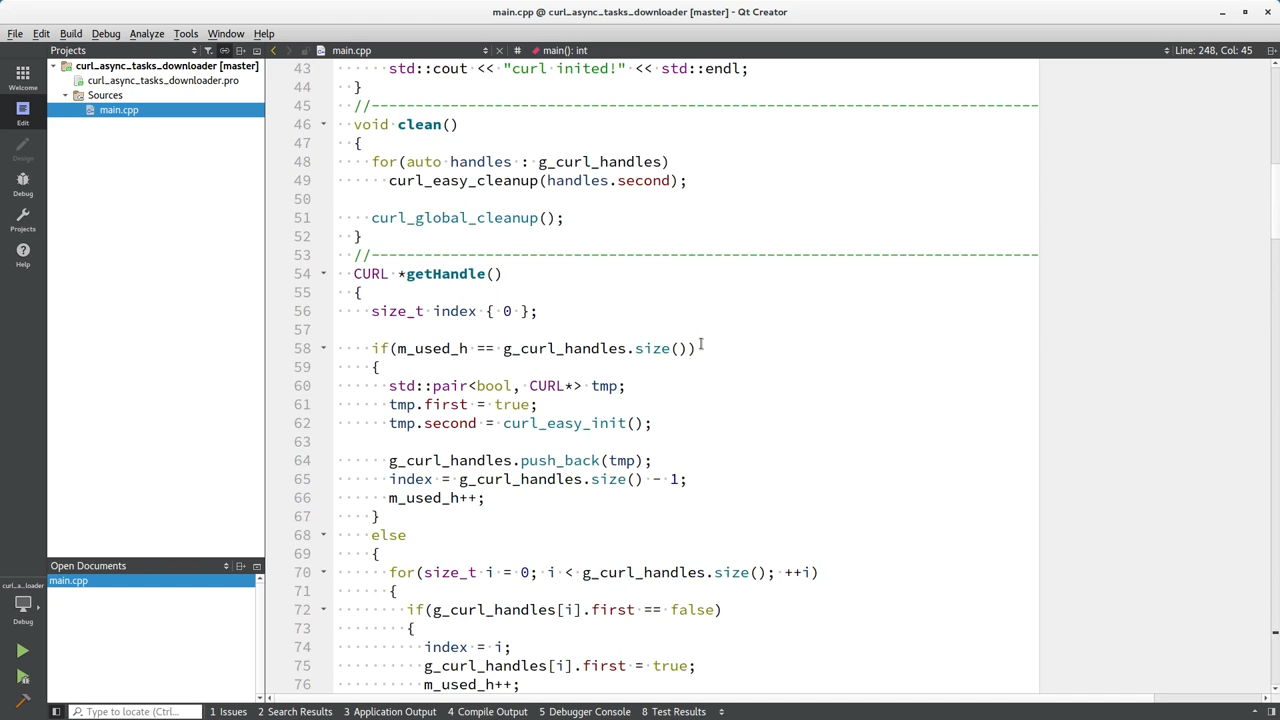 main.cpp @ curl_async_tasks_downloader [master] - Qt Creator
File Edit Build Debug Analyze Tools Window Help
Projects
main.cpp
# main(): int
Line: 248, Col: 45
Welcome
Edit
Design
Debug
Projects
Help
curl_async_tasks_downloader [master]
curl_async_tasks_downloader.pro
Sources
main.cpp
43 std::cout << "curl inited!" << std::endl;
44 }
45 //----------------------------------------------------------------------------
46 void clean()
47 {
48 for(auto handles : g_curl_handles)
49 curl_easy_cleanup(handles.second);
50
51 curl_global_cleanup();
52 }
53 //----------------------------------------------------------------------------
54 CURL *getHandle()
55 {
56 size_t index { 0 };
57
58 if(m_used_h == g_curl_handles.size())
59 {
60 std::pair<bool, CURL*> tmp;
61 tmp.first = true;
62 tmp.second = curl_easy_init();
63
64 g_curl_handles.push_back(tmp);
65 index = g_curl_handles.size() - 1;
66 m_used_h++;
67 }
68 else
69 {
70 for(size_t i = 0; i < g_curl_handles.size(); ++i)
71 {
72 if(g_curl_handles[i].first == false)
73 {
74 index = i;
75 g_curl_handles[i].first = true;
76 m_used_h++;
Open Documents
main.cpp
curl_a...loader
Debug
Type to locate (Ctrl...
1 Issues 2 Search Results 3 Application Output 4 Compile Output 5 Debugger Console 8 Test Results